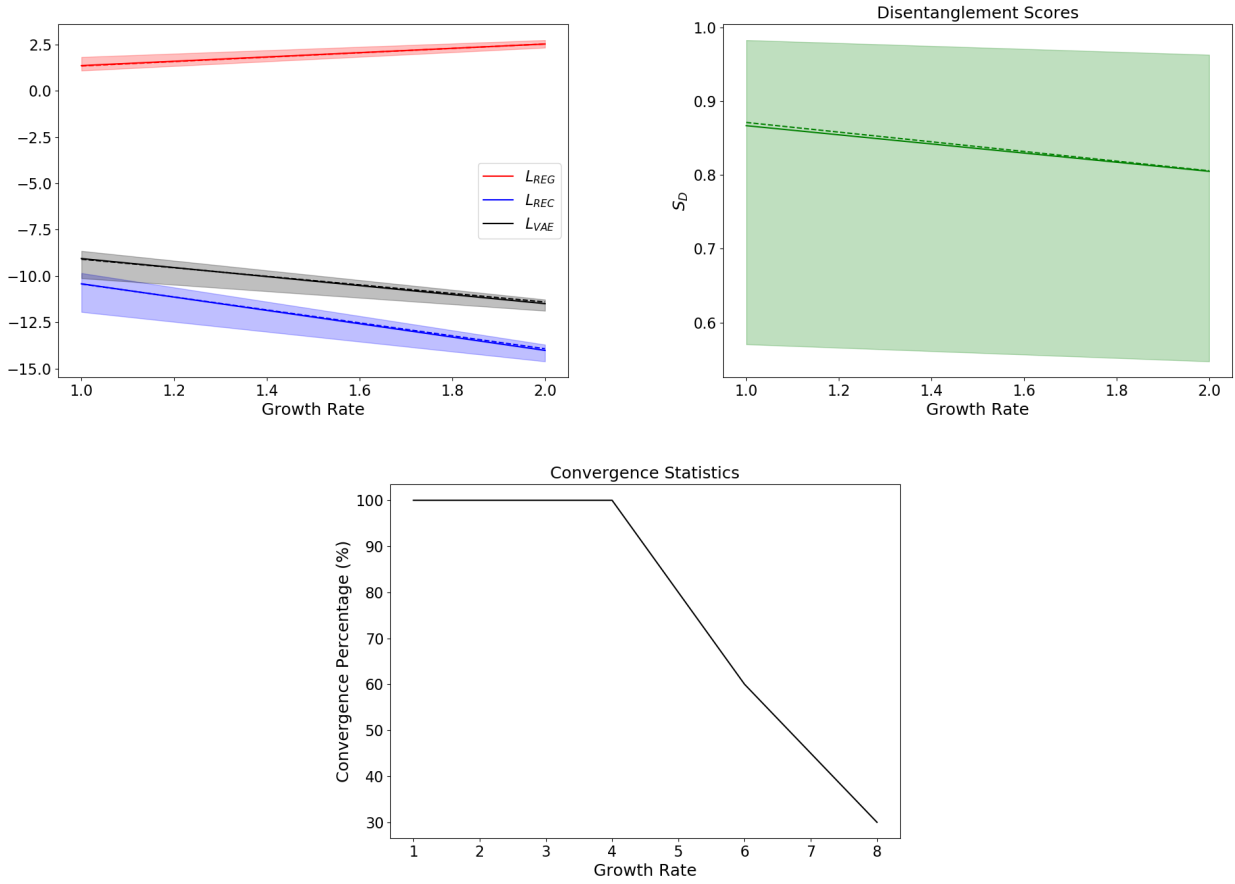 2.5
0.0
−2.5
−5.0
−7.5
−10.0
−12.5
−15.0
1.0 1.2 1.4 1.6 1.8 2.0
Growth Rate
L_REG
L_REC
L_VAE
Disentanglement Scores
1.0
0.9
0.8
0.7
0.6
S_D
1.0 1.2 1.4 1.6 1.8 2.0
Growth Rate
Convergence Statistics
100
90
80
70
60
50
40
30
Convergence Percentage (%)
1 2 3 4 5 6 7 8
Growth Rate